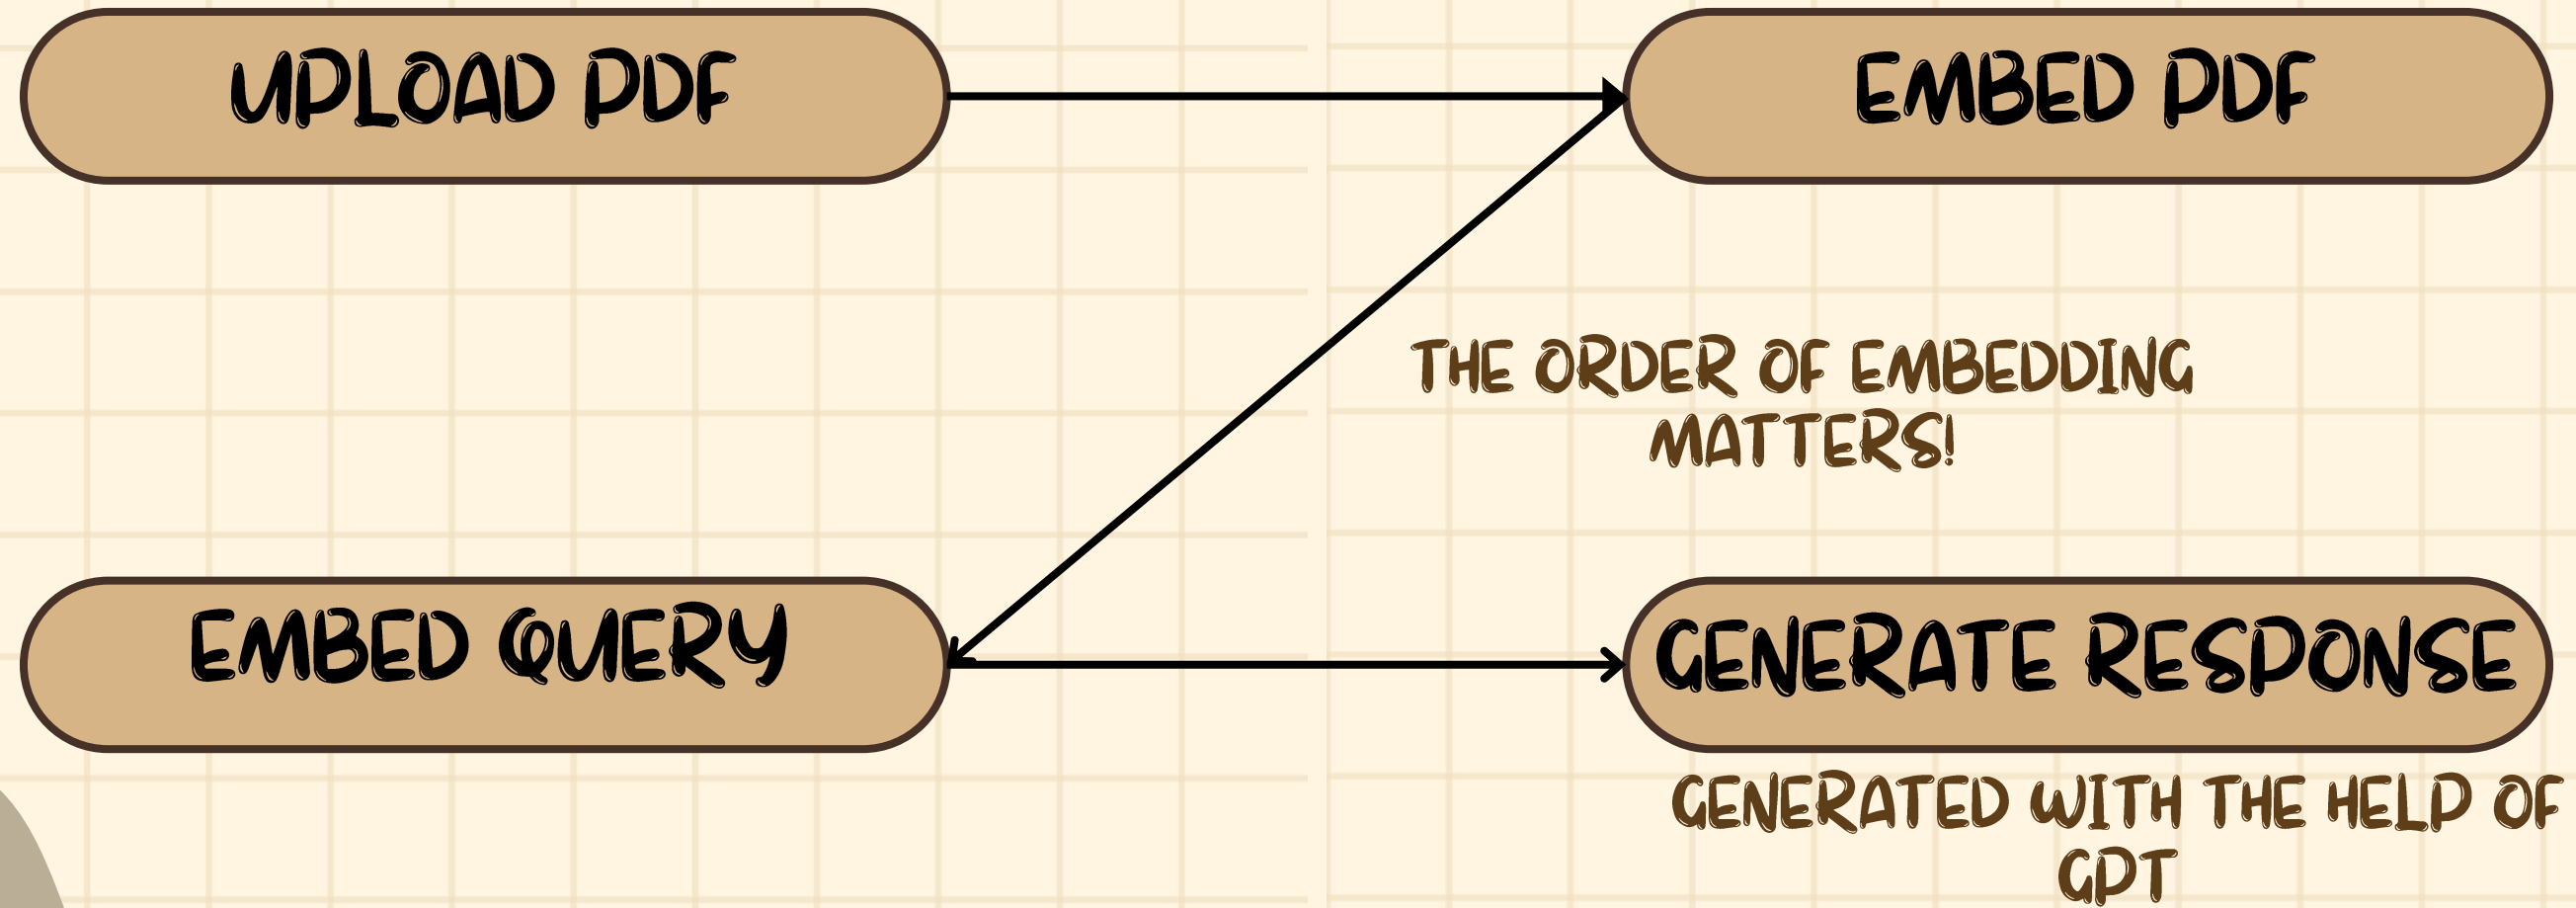 UPLOAD PDF
EMBED PDF
THE ORDER OF EMBEDDING
MATTERS!
EMBED QUERY
GENERATE RESPONSE
GENERATED WITH THE HELP OF
GPT